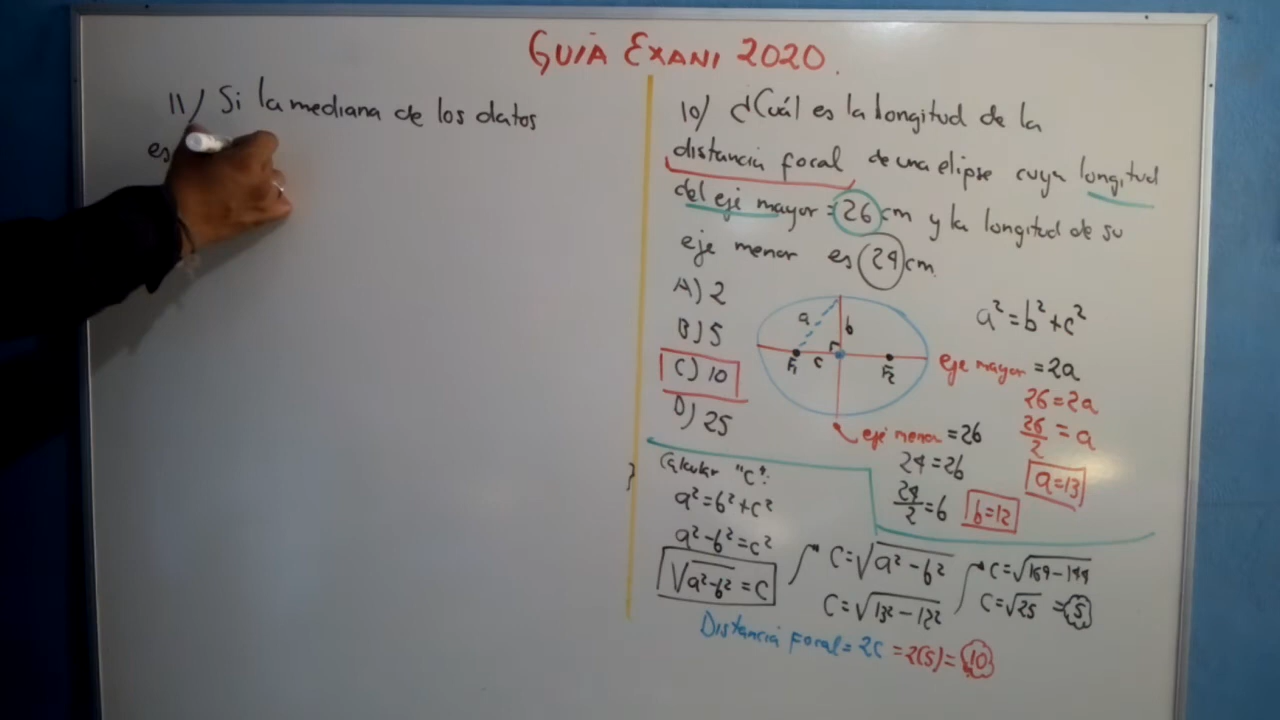 GUIA EXANI 2020.
11/ Si la mediana de los datos
es
10) ¿Cuál es la longitud de la
distancia focal de una elipse cuya longitud
del eje mayor = 26 cm y la longitud de su
eje menor es 24 cm.
A) 2
B) 5
C) 10
D) 25
a b c F1 F2
a²=b²+c²
eje mayor =2a
26=2a
26/2 = a
a=13
eje menor =2b
24=2b
24/2=b b=12
Calcular "C":
a²=b²+c²
a²-b²=c²
√a²-b² = C
C=√a²-b²
C=√13²-12²
C=√169-144
C=√25 =5
Distancia focal = 2C =2(5)= 10